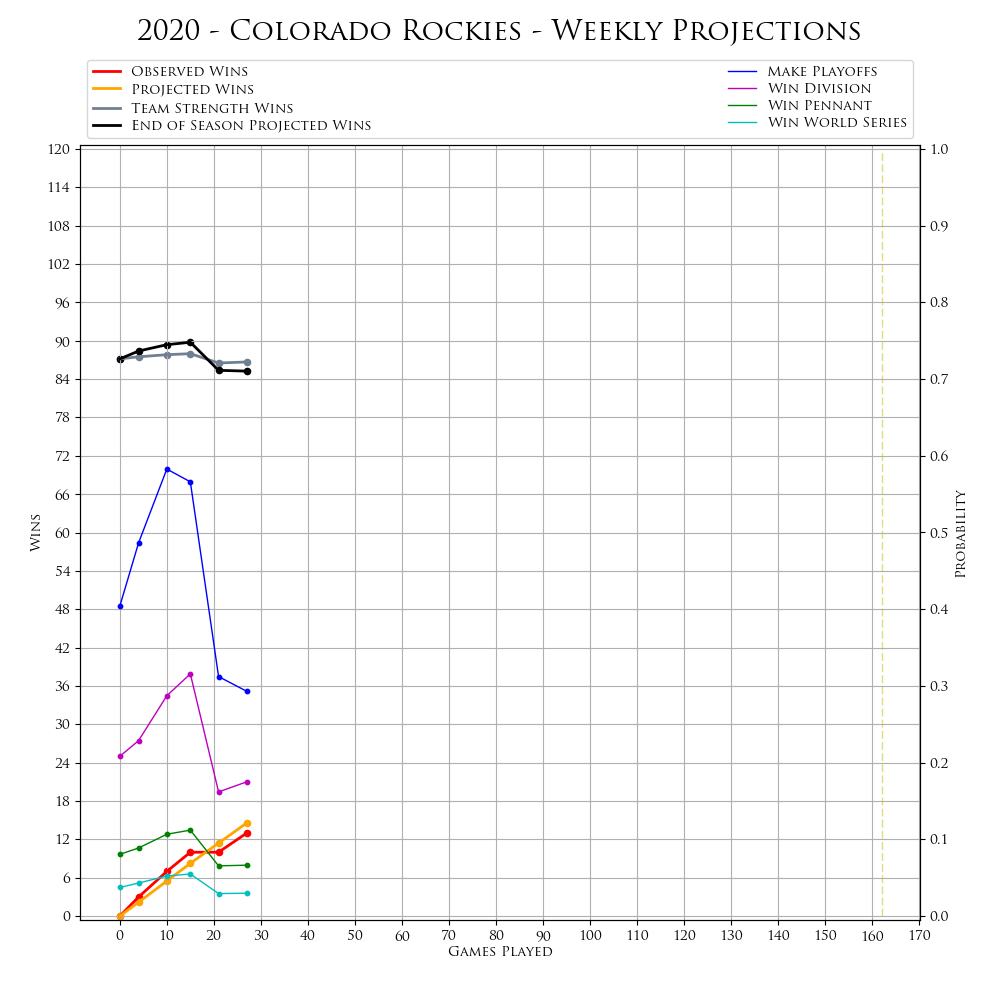 2020 - Colorado Rockies - Weekly Projections
Observed Wins
Projected Wins
Team Strength Wins
End of Season Projected Wins
Make Playoffs
Win Division
Win Pennant
Win World Series
120
114
108
102
96
90
84
78
72
66
60
54
48
42
36
30
24
18
12
6
0
Wins
1.0
0.9
0.8
0.7
0.6
0.5
0.4
0.3
0.2
0.1
0.0
Probability
0 10 20 30 40 50 60 70 80 90 100 110 120 130 140 150 160 170
Games Played